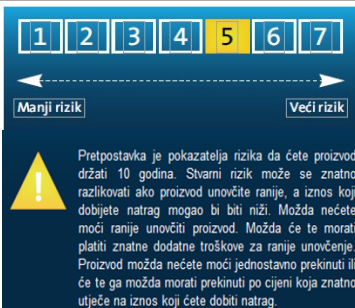 1 2 3 4 5 6 7
Manji rizik Veći rizik
!
Pretpostavka je pokazatelja rizika da ćete proizvod
držati 10 godina. Stvarni rizik može se znatno
razlikovati ako proizvod unovčite ranije, a iznos koji
dobijete natrag mogao bi biti niži. Možda nećete
moći ranije unovčiti proizvod. Možda će te morati
platiti znatne dodatne troškove za ranije unovčenje.
Proizvod možda nećete moći jednostavno prekinuti ili
će te ga možda morati prekinuti po cijeni koja znatno
utječe na iznos koji ćete dobiti natrag.